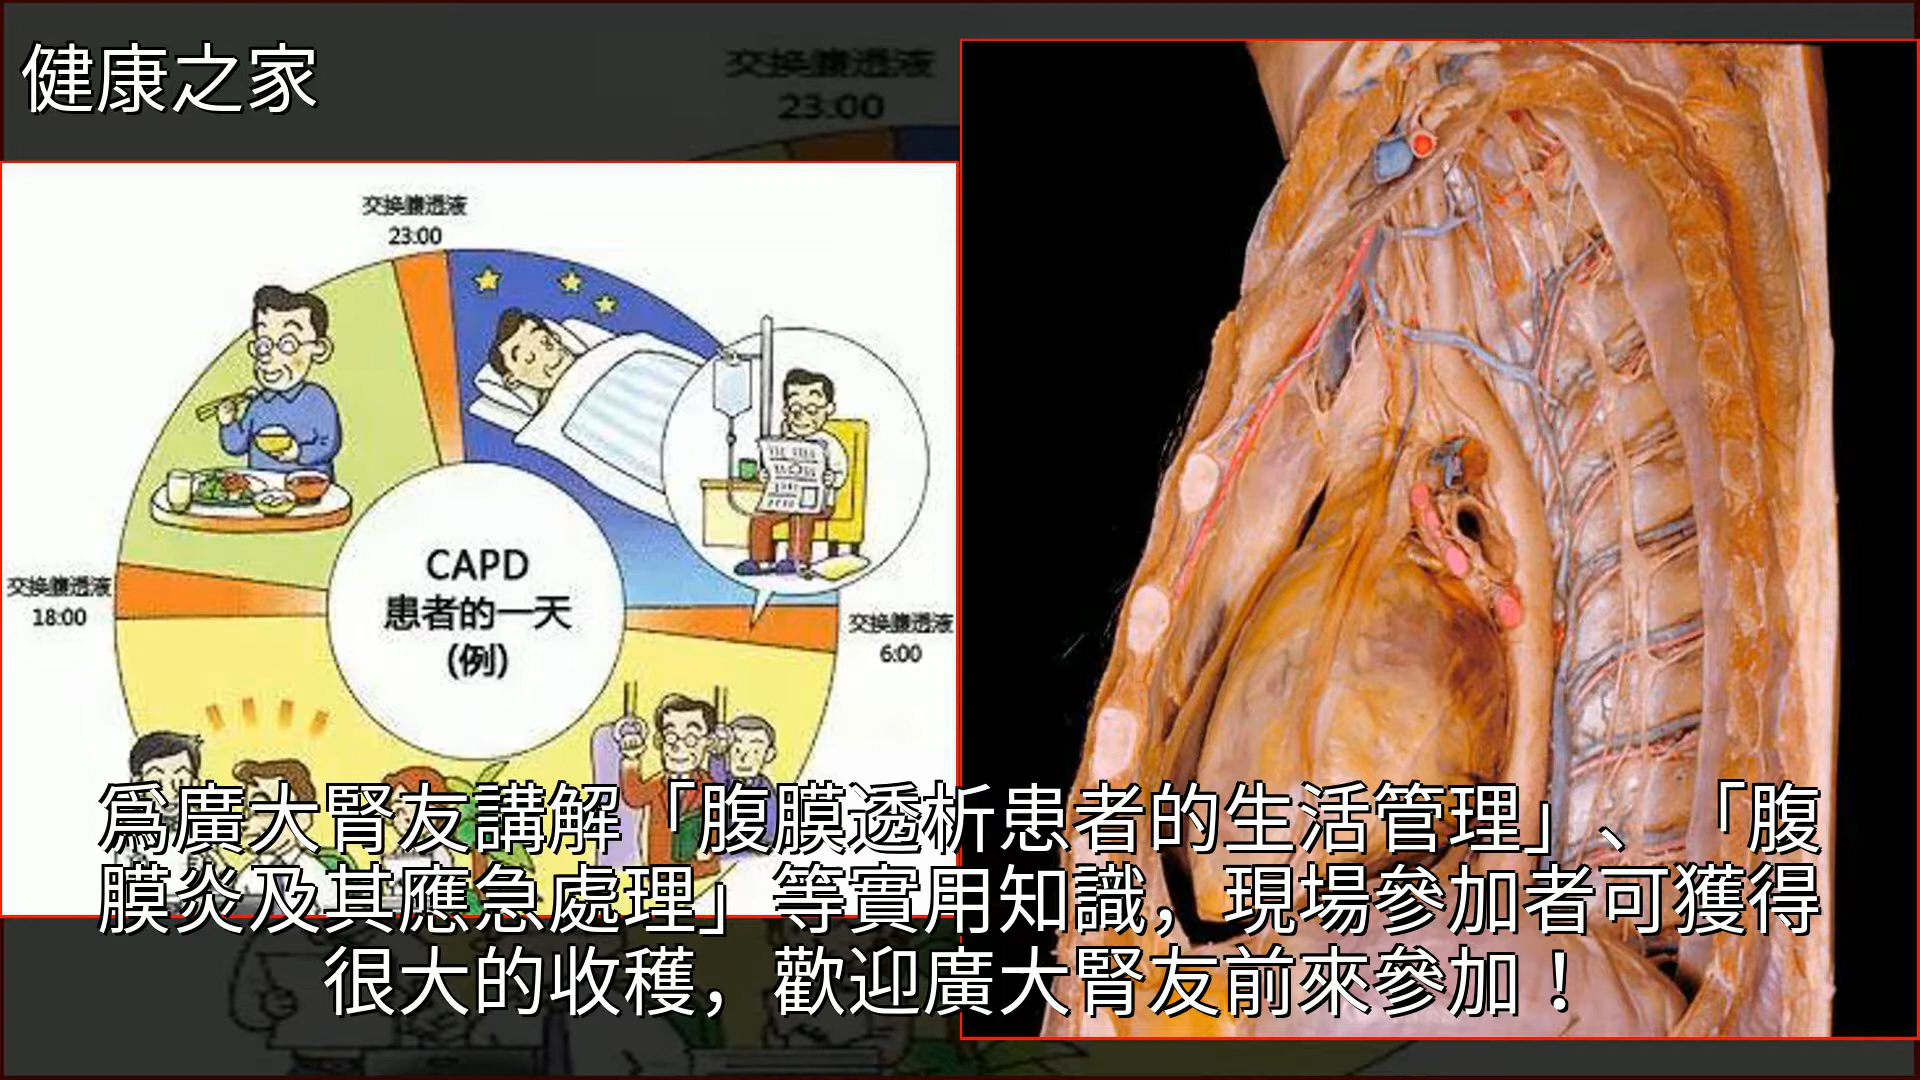 健康之家
交换腹透液
23:00
交换腹透液
23:00
CAPD
患者的一天
(例)
交换腹透液
18:00
交换腹透液
6:00
爲廣大腎友講解「腹膜透析患者的生活管理」、「腹
膜炎及其應急處理」等實用知識，現場參加者可獲得
很大的收穫，歡迎廣大腎友前來參加！